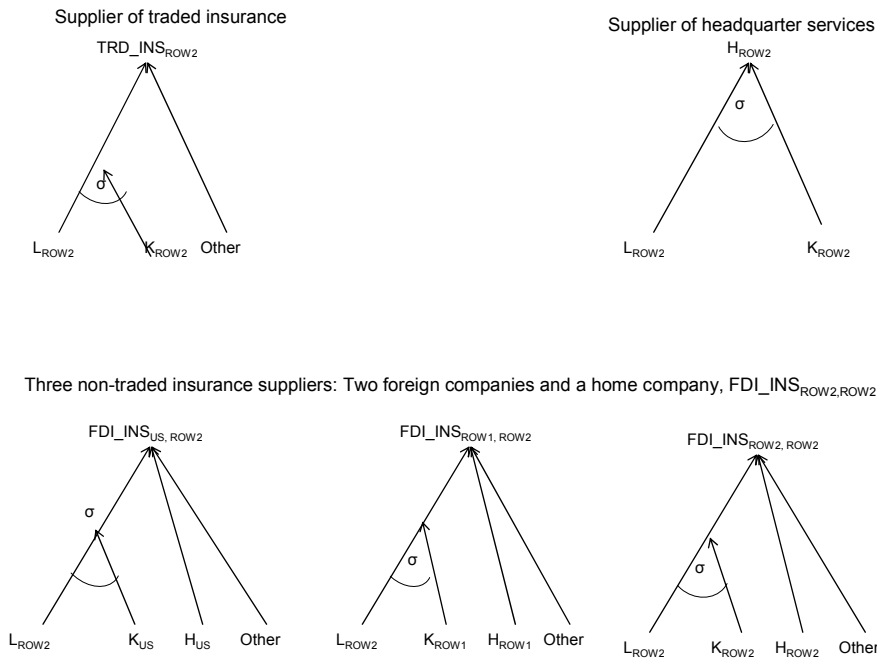 Supplier of traded insurance
TRD_INS_ROW2
σ
L_ROW2 K_ROW2 Other
Supplier of headquarter services
H_ROW2
σ
L_ROW2 K_ROW2
Three non-traded insurance suppliers: Two foreign companies and a home company, FDI_INS_ROW2,ROW2
FDI_INS_US, ROW2
σ
L_ROW2 K_US H_US Other
FDI_INS_ROW1, ROW2
σ
L_ROW2 K_ROW1 H_ROW1 Other
FDI_INS_ROW2, ROW2
σ
L_ROW2 K_ROW2 H_ROW2 Other